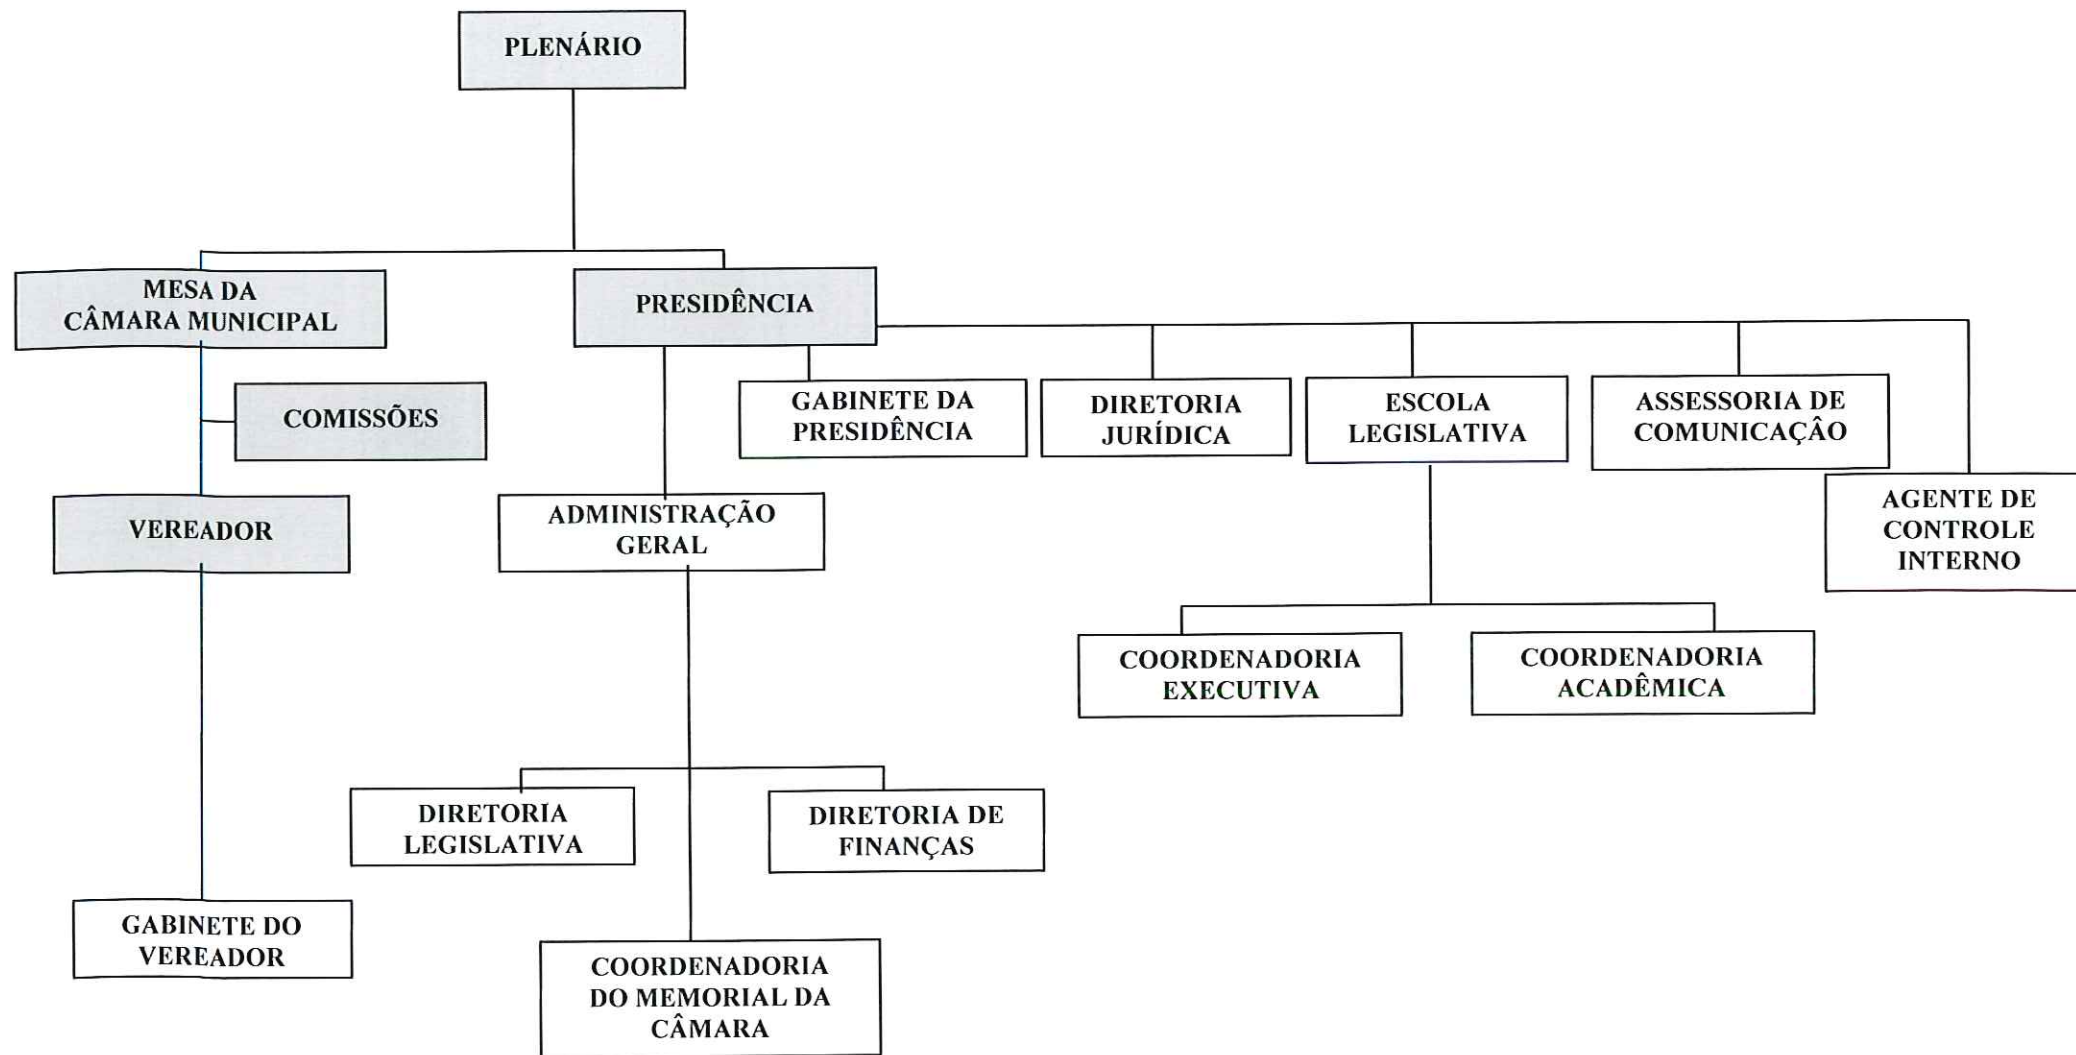 PLENÁRIO
MESA DA
CÂMARA MUNICIPAL
PRESIDÊNCIA
COMISSÕES
GABINETE DA
PRESIDÊNCIA
DIRETORIA
JURÍDICA
ESCOLA
LEGISLATIVA
ASSESSORIA DE
COMUNICAÇÂO
VEREADOR
ADMINISTRAÇÃO
GERAL
AGENTE DE
CONTROLE
INTERNO
COORDENADORIA
EXECUTIVA
COORDENADORIA
ACADÊMICA
DIRETORIA
LEGISLATIVA
DIRETORIA DE
FINANÇAS
GABINETE DO
VEREADOR
COORDENADORIA
DO MEMORIAL DA
CÂMARA